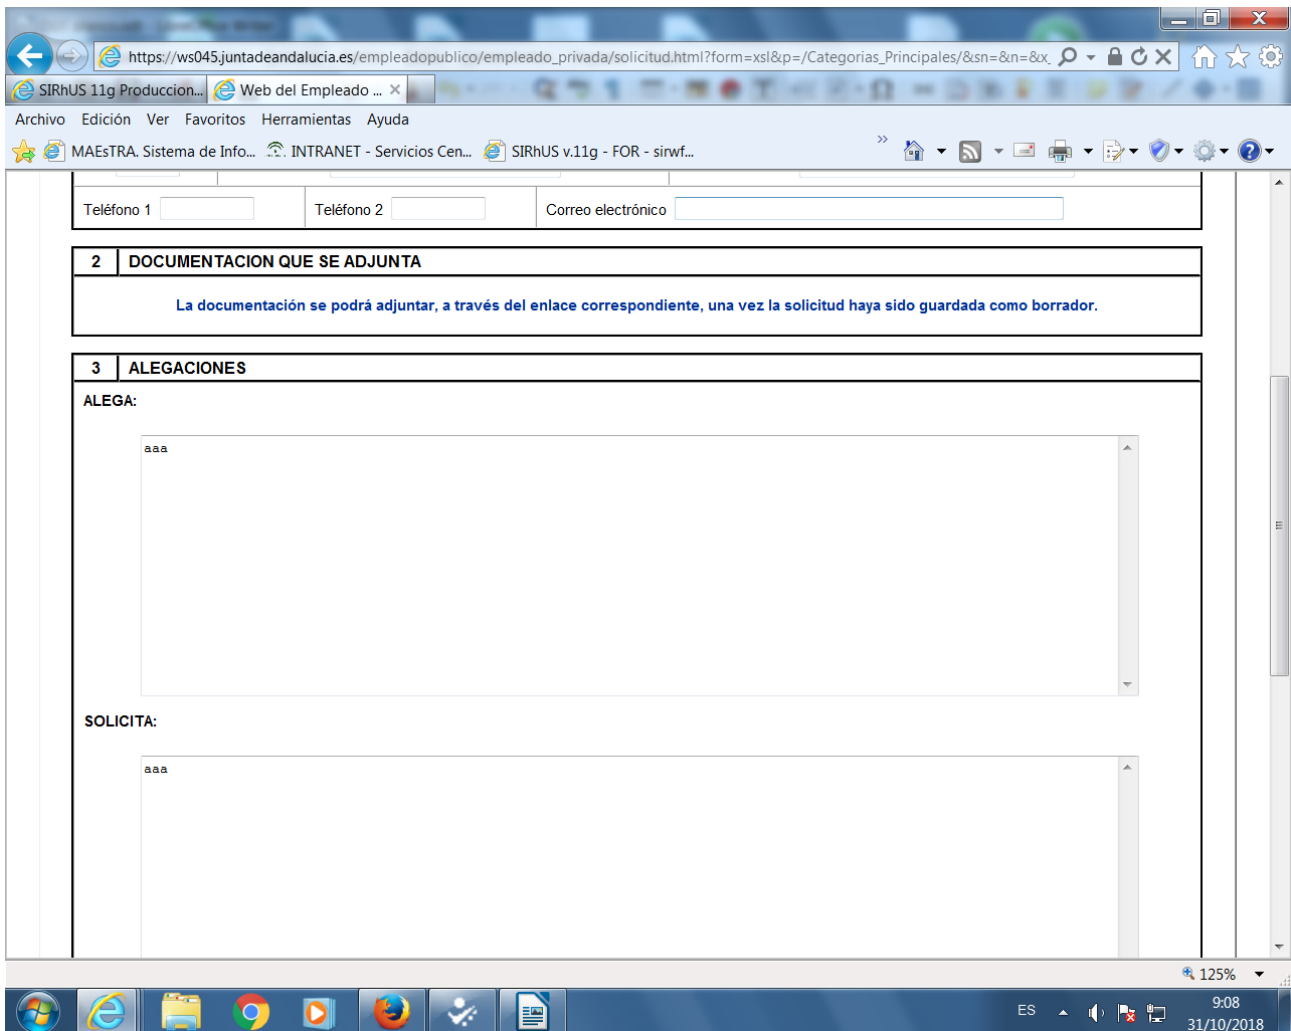 https://ws045.juntadeandalucia.es/empleadopublico/empleado_privada/solicitud.html?form=xsl&p=/Categorias_Principales/&sn=&n=&x_
SIRhUS 11g Produccion... Web del Empleado ...
Archivo Edición Ver Favoritos Herramientas Ayuda
MAEsTRA. Sistema de Info... INTRANET - Servicios Cen... SIRhUS v.11g - FOR - sirwf... »
Teléfono 1 Teléfono 2 Correo electrónico
2 DOCUMENTACION QUE SE ADJUNTA
La documentación se podrá adjuntar, a través del enlace correspondiente, una vez la solicitud haya sido guardada como borrador.
3 ALEGACIONES
ALEGA:
aaa
SOLICITA:
aaa
125%
ES 9:08
31/10/2018